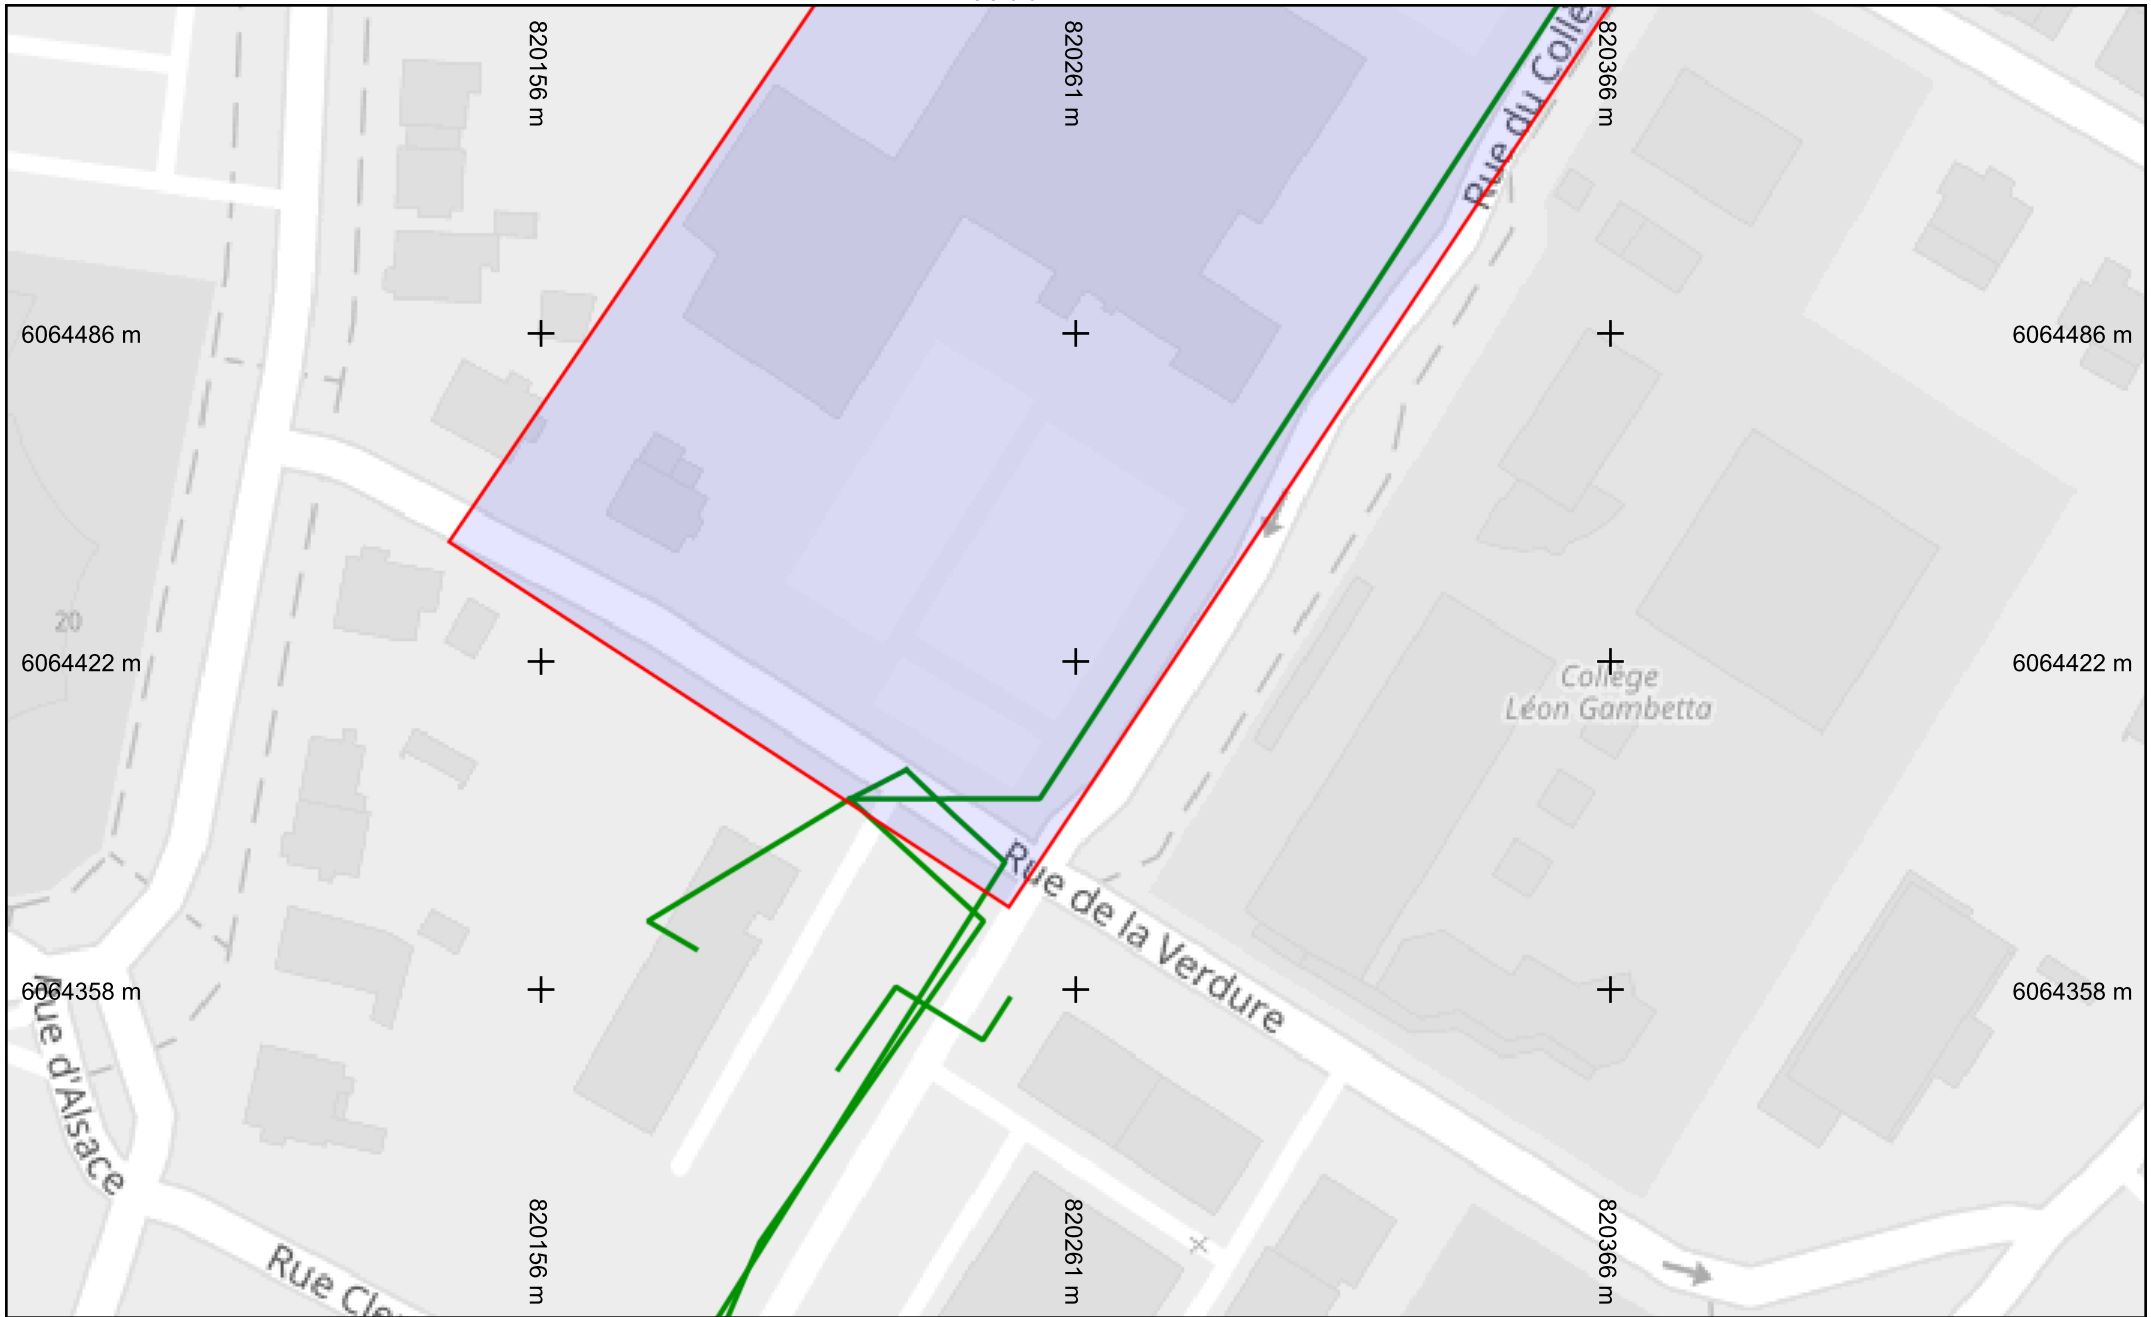 820156 m
820261 m
820366 m
Rue du Collè
6064486 m
6064486 m
20
6064422 m
6064422 m
Collège
Léon Gambetta
Rue de la Verdure
6064358 m
6064358 m
Rue d'Alsace
820156 m
820261 m
820366 m
Rue Cle